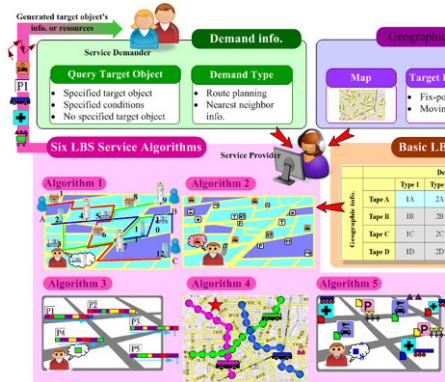 Generated target object's
info. or resources
Service Demander
Demand info.
Geographic
Query Target Object
Specified target object
Specified conditions
No specified target object
Demand Type
Route planning
Nearest neighbor
info.
Map
Target
Fix-po
Movin
PI
Six LBS Service Algorithms
Service Provider
Basic LB
De
Type 1
Type
Geographic info.
Tape A 1A 2A
Tape B 1B 2B
Tape C 1C 2C
Tape D 1D 2D
Algorithm 1
Algorithm 2
A
B
C
Algorithm 3
Algorithm 4
Algorithm 5
P1
P2
P3
P4
P5
P
P